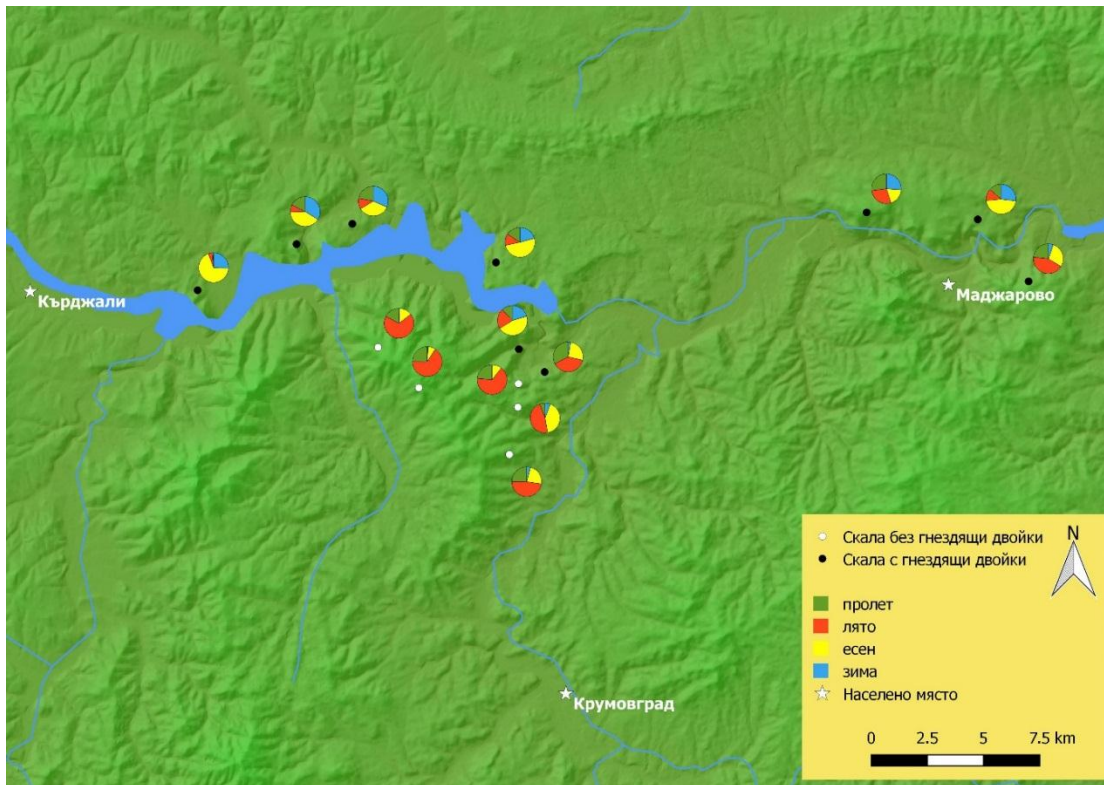 Кърджали
Маджарово
Крумовград
Скала без гнездящи двойки
Скала с гнездящи двойки
N
пролет
лято
есен
зима
Населено място
0 2.5 5 7.5 km